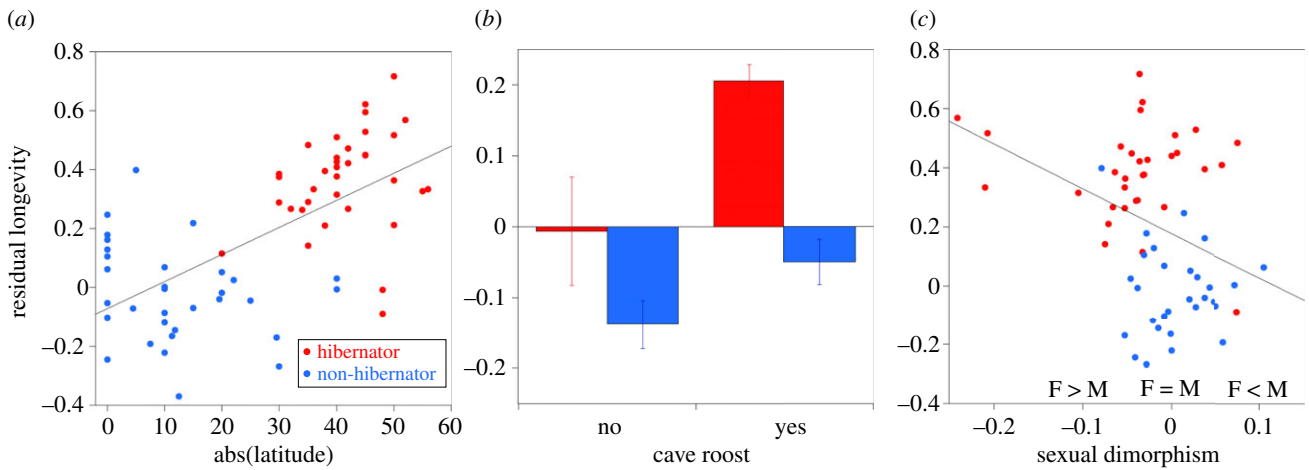 (a)
0.8
0.6
0.4
0.2
0
−0.2
−0.4
residual longevity
0 10 20 30 40 50 60
abs(latitude)
hibernator
non-hibernator
(b)
0.2
0.1
0
−0.1
−0.2
no yes
cave roost
(c)
0.8
0.6
0.4
0.2
0
−0.2
−0.4
F > M F = M F < M
−0.2 −0.1 0 0.1
sexual dimorphism